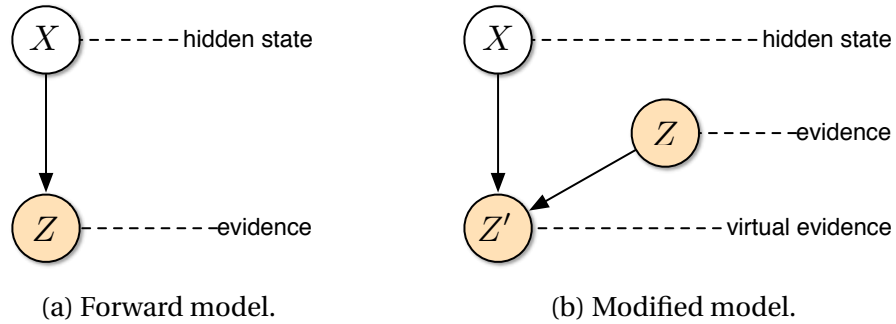 X hidden state
Z evidence
(a) Forward model.
X hidden state
Z evidence
Z′ virtual evidence
(b) Modified model.